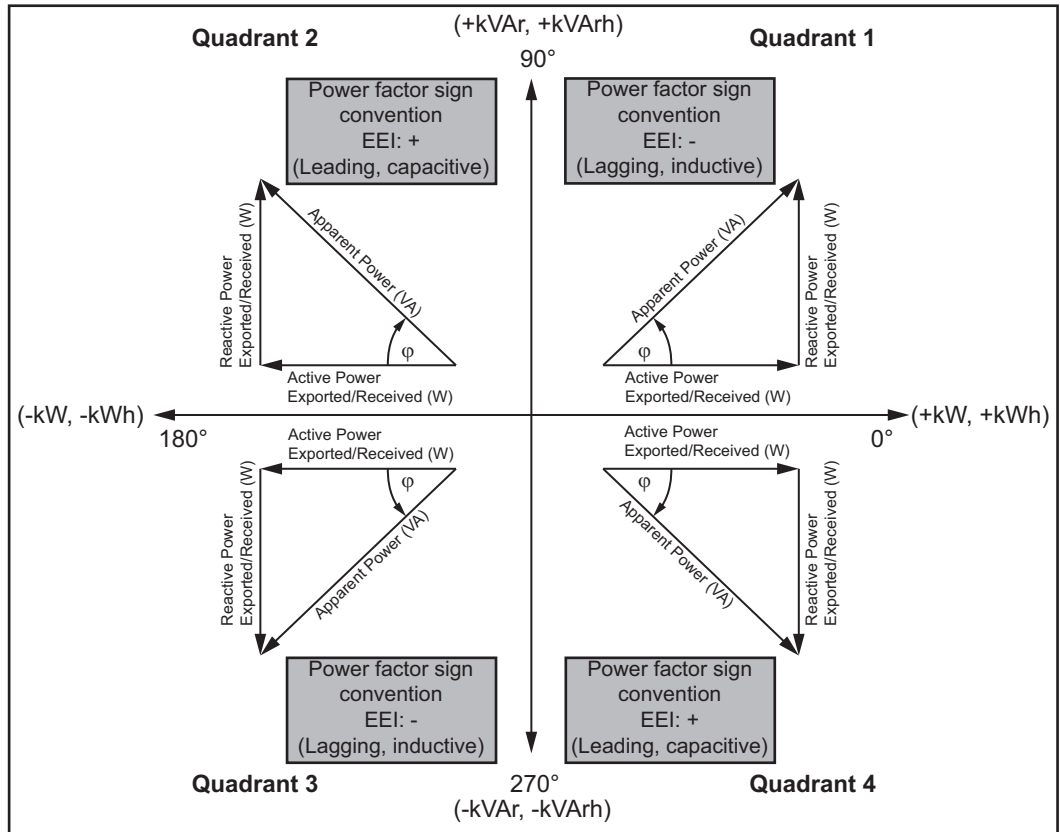 (+kVAr, +kVArh)
90°
Quadrant 2
Power factor sign
convention
EEI: +
(Leading, capacitive)
Reactive Power
Exported/Received (W)
Apparent Power (VA)
φ
Active Power
Exported/Received (W)
Quadrant 1
Power factor sign
convention
EEI: -
(Lagging, inductive)
Apparent Power (VA)
Reactive Power
Exported/Received (W)
φ
Active Power
Exported/Received (W)
(-kW, -kWh)
180°
(+kW, +kWh)
0°
Active Power
Exported/Received (W)
φ
Reactive Power
Exported/Received (W)
Apparent Power (VA)
Power factor sign
convention
EEI: -
(Lagging, inductive)
Quadrant 3
Active Power
Exported/Received (W)
φ
Apparent Power (VA)
Reactive Power
Exported/Received (W)
Power factor sign
convention
EEI: +
(Leading, capacitive)
Quadrant 4
270°
(-kVAr, -kVArh)